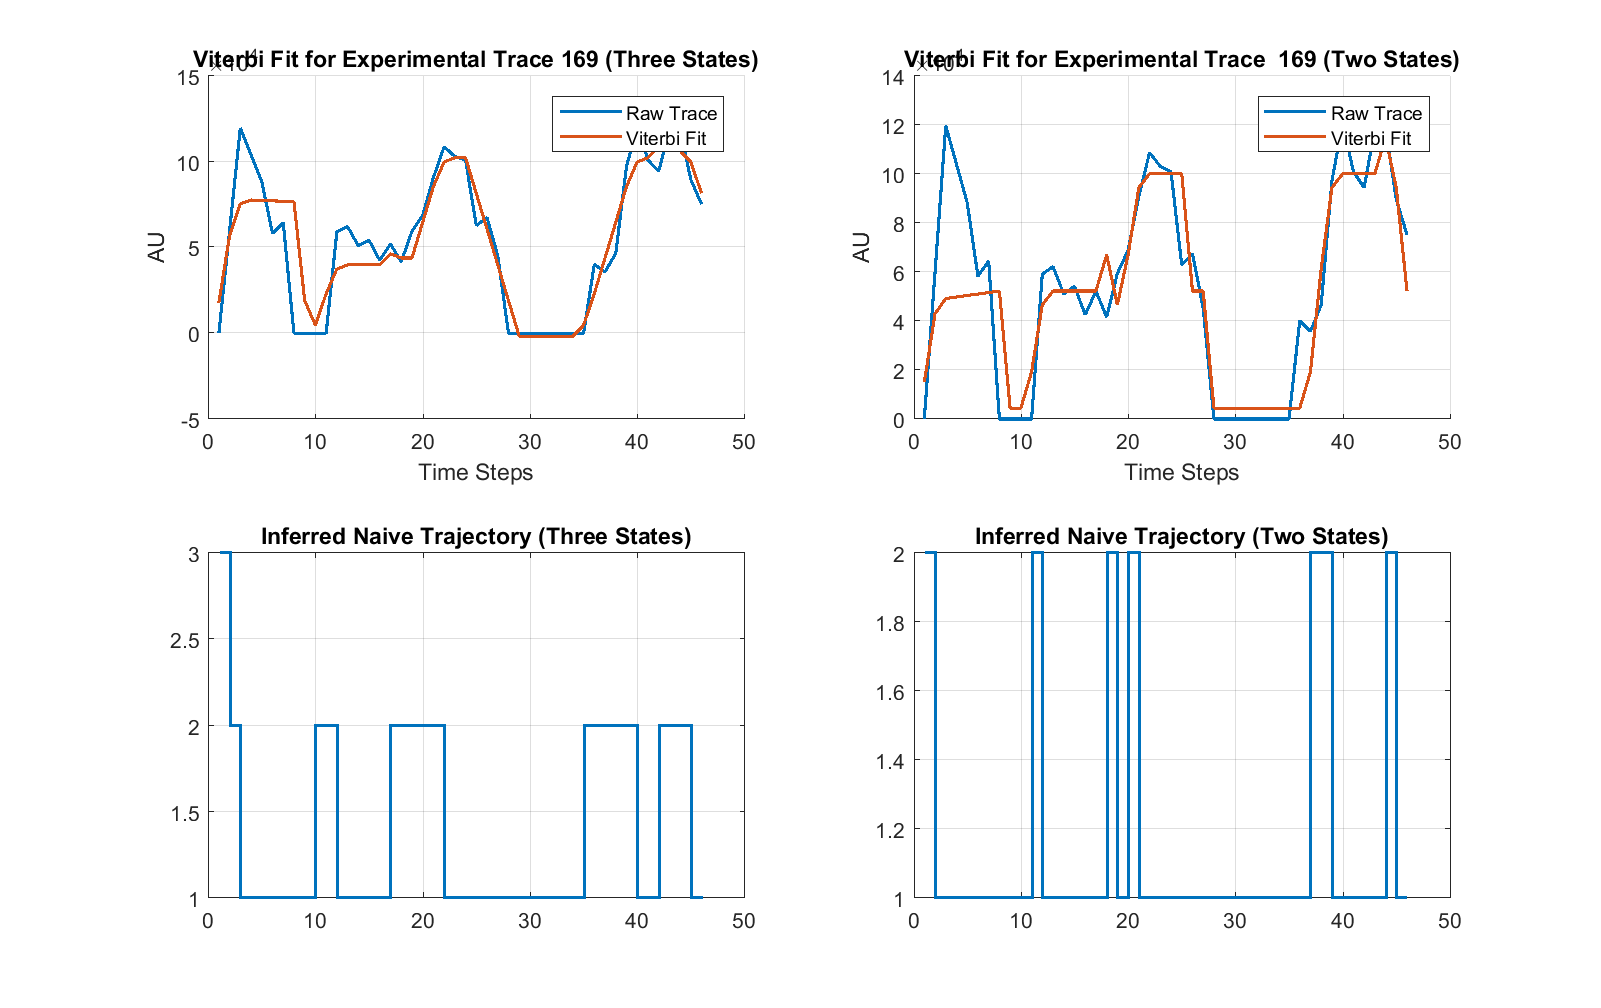 Viterbi Fit for Experimental Trace 169 (Three States)
15
10
5
0
-5
AU
Raw Trace
Viterbi Fit
0 10 20 30 40 50
Time Steps
Viterbi Fit for Experimental Trace 169 (Two States)
×10⁴
14
12
10
8
6
4
2
0
AU
Raw Trace
Viterbi Fit
0 10 20 30 40 50
Time Steps
Inferred Naive Trajectory (Three States)
3
2.5
2
1.5
1
0 10 20 30 40 50
Inferred Naive Trajectory (Two States)
2
1.8
1.6
1.4
1.2
1
0 10 20 30 40 50